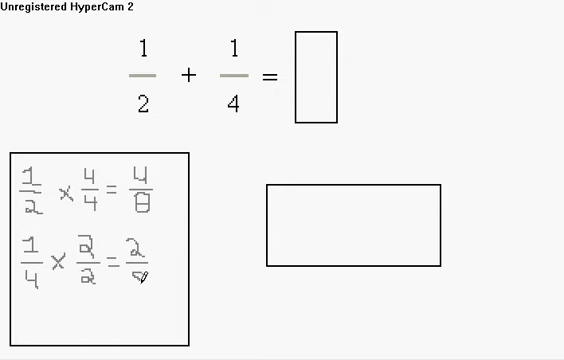 Unregistered HyperCam 2
1/2 + 1/4 =
1/2 × 4/4 = 4/8
1/4 × 2/2 = 2/